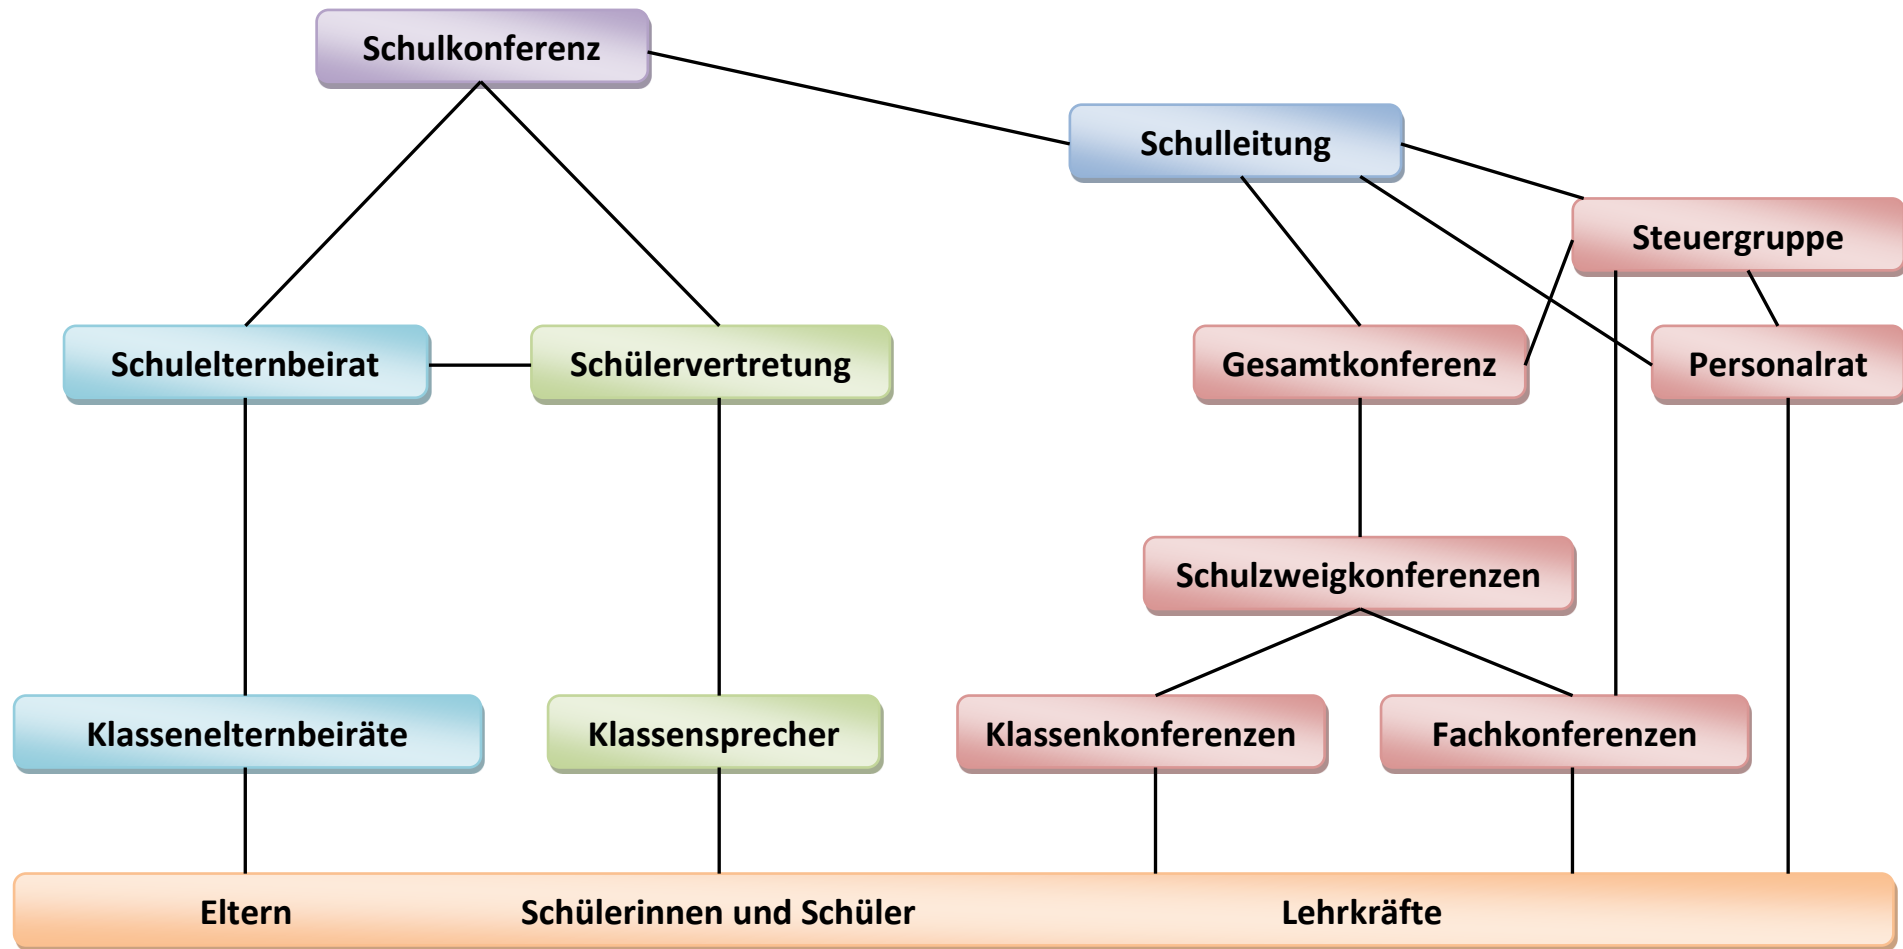 Schulkonferenz
Schulleitung
Steuergruppe
Schulelternbeirat
Schülervertretung
Gesamtkonferenz
Personalrat
Schulzweigkonferenzen
Klassenelternbeiräte
Klassensprecher
Klassenkonferenzen
Fachkonferenzen
Eltern
Schülerinnen und Schüler
Lehrkräfte